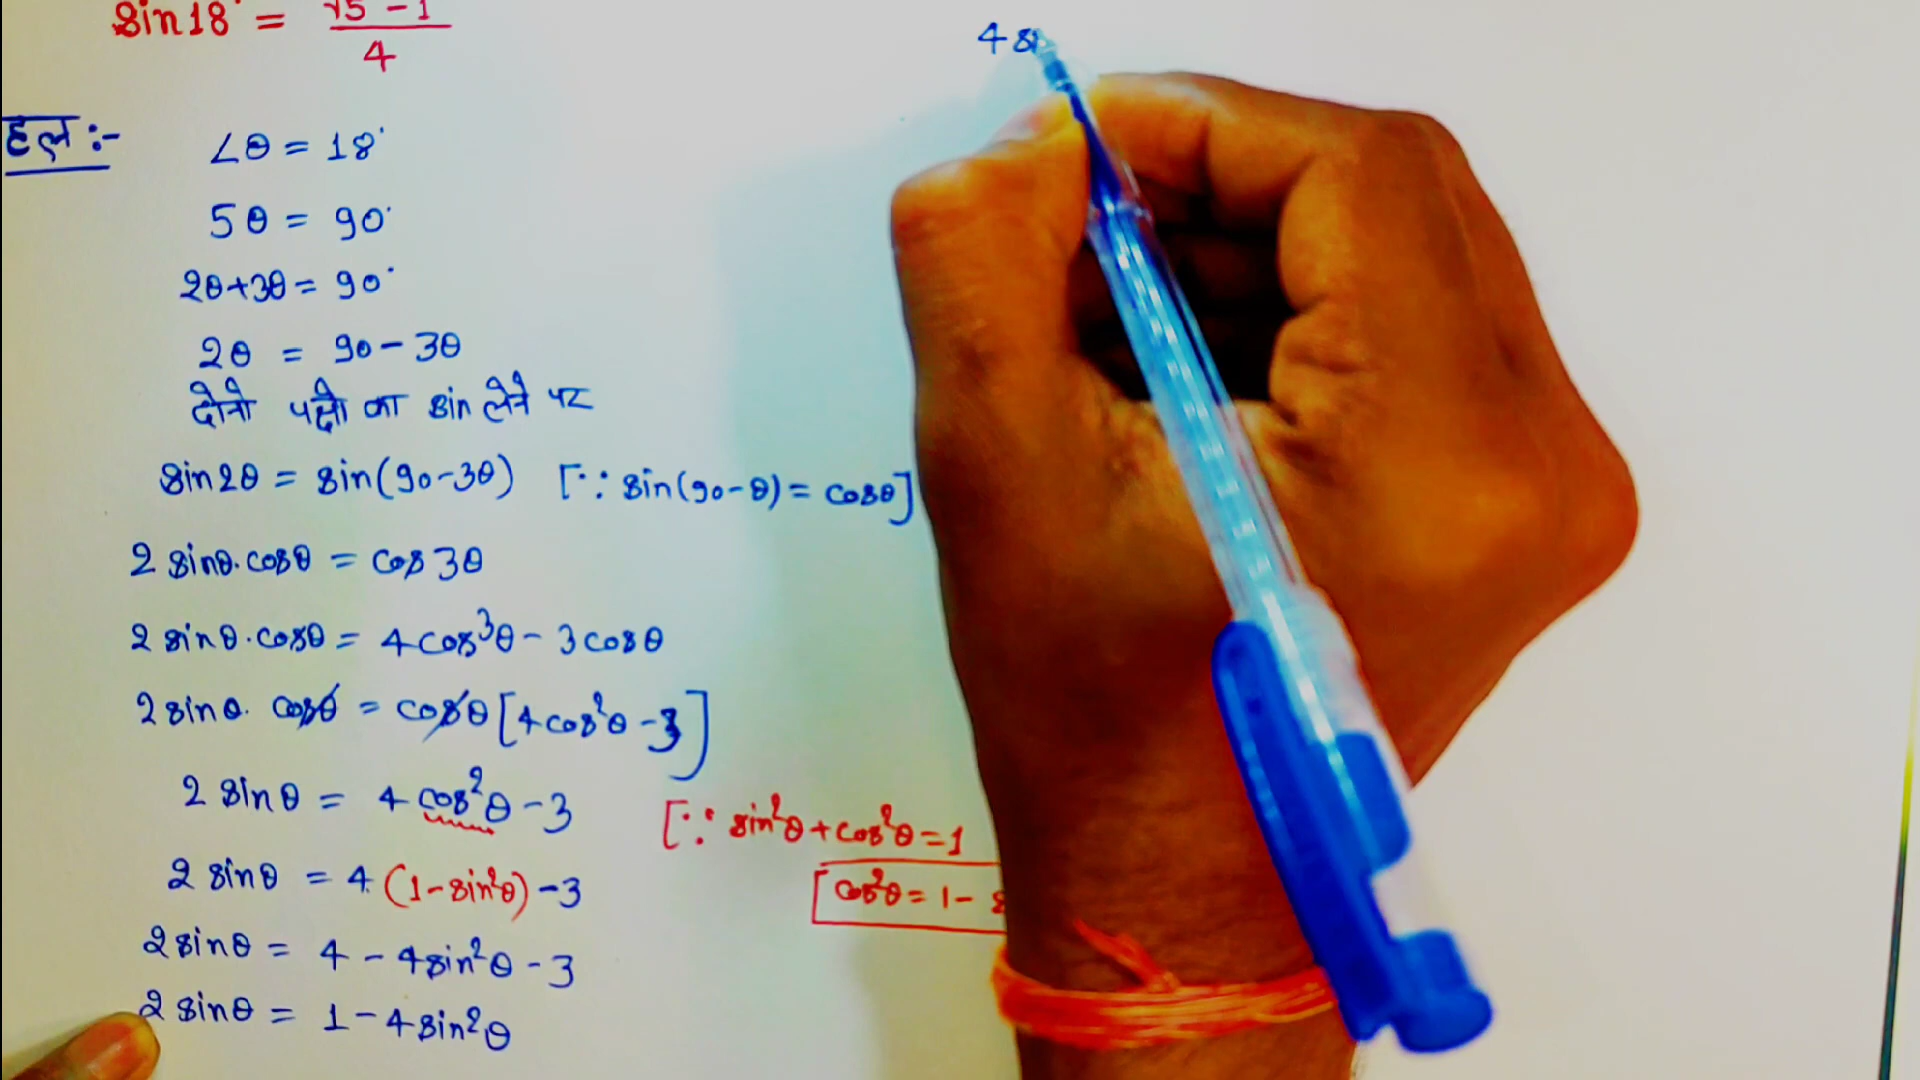 sin18° = √5 - 1 / 4
हल :-
∠θ = 18°
5θ = 90°
2θ+3θ = 90°
2θ = 90 - 3θ
दोनो पक्षो का sin लेने पर
sin2θ = sin(90-3θ) [∵ sin(90-θ) = cosθ]
2 sinθ.cosθ = cos 3θ
2 sinθ.cosθ = 4cos³θ - 3cosθ
2 sinθ. cosθ = cosθ [4cos²θ - 3]
2 sinθ = 4 cos²θ - 3 [∵ sin²θ + cos²θ = 1
2 sinθ = 4. (1-sin²θ) - 3 [cos²θ = 1 -
2 sinθ = 4 - 4sin²θ - 3
2 sinθ = 1 - 4sin²θ
4